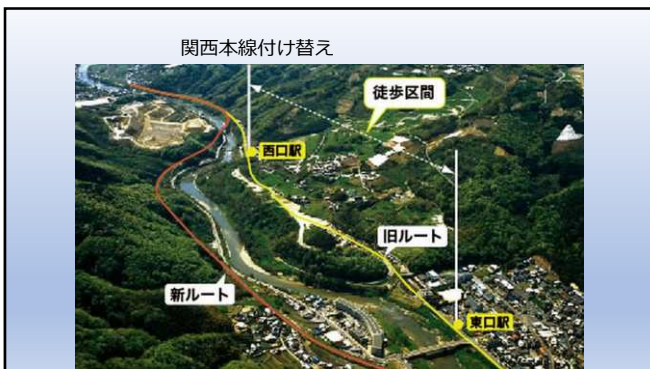 関西本線付け替え
徒歩区間
西口駅
旧ルート
新ルート
東口駅